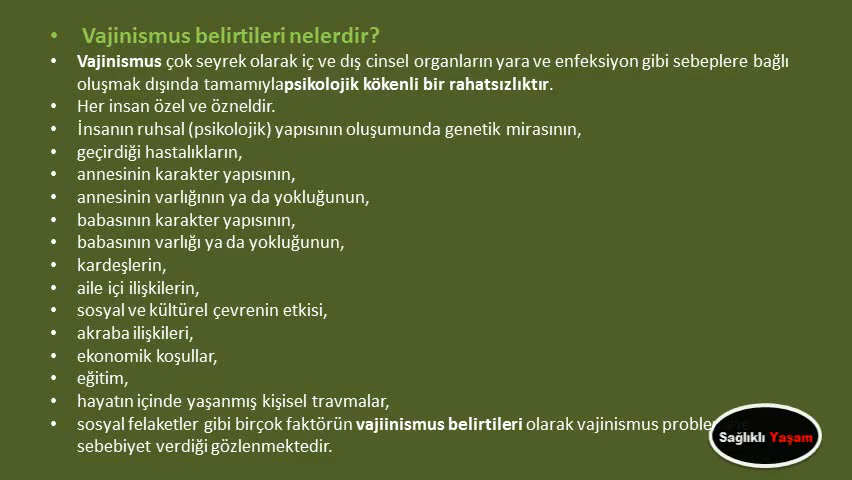 Vajinismus belirtileri nelerdir?
Vajinismus çok seyrek olarak iç ve dış cinsel organların yara ve enfeksiyon gibi sebeplere bağlı
oluşmak dışında tamamıylapsikolojik kökenli bir rahatsızlıktır.
Her insan özel ve özneldir.
İnsanın ruhsal (psikolojik) yapısının oluşumunda genetik mirasının,
geçirdiği hastalıkların,
annesinin karakter yapısının,
annesinin varlığının ya da yokluğunun,
babasının karakter yapısının,
babasının varlığı ya da yokluğunun,
kardeşlerin,
aile içi ilişkilerin,
sosyal ve kültürel çevrenin etkisi,
akraba ilişkileri,
ekonomik koşullar,
eğitim,
hayatın içinde yaşanmış kişisel travmalar,
sosyal felaketler gibi birçok faktörün vajiinismus belirtileri olarak vajinismus
sebebiyet verdiği gözlenmektedir.
Sağlıklı Yaşam